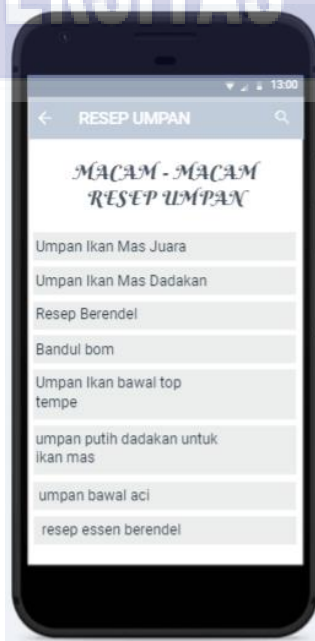 13:00
RESEP UMPAN
MACAM - MACAM
RESEP UMPAN
Umpan Ikan Mas Juara
Umpan Ikan Mas Dadakan
Resep Berendel
Bandul bom
Umpan Ikan bawal top
tempe
umpan putih dadakan untuk
ikan mas
umpan bawal aci
resep essen berendel